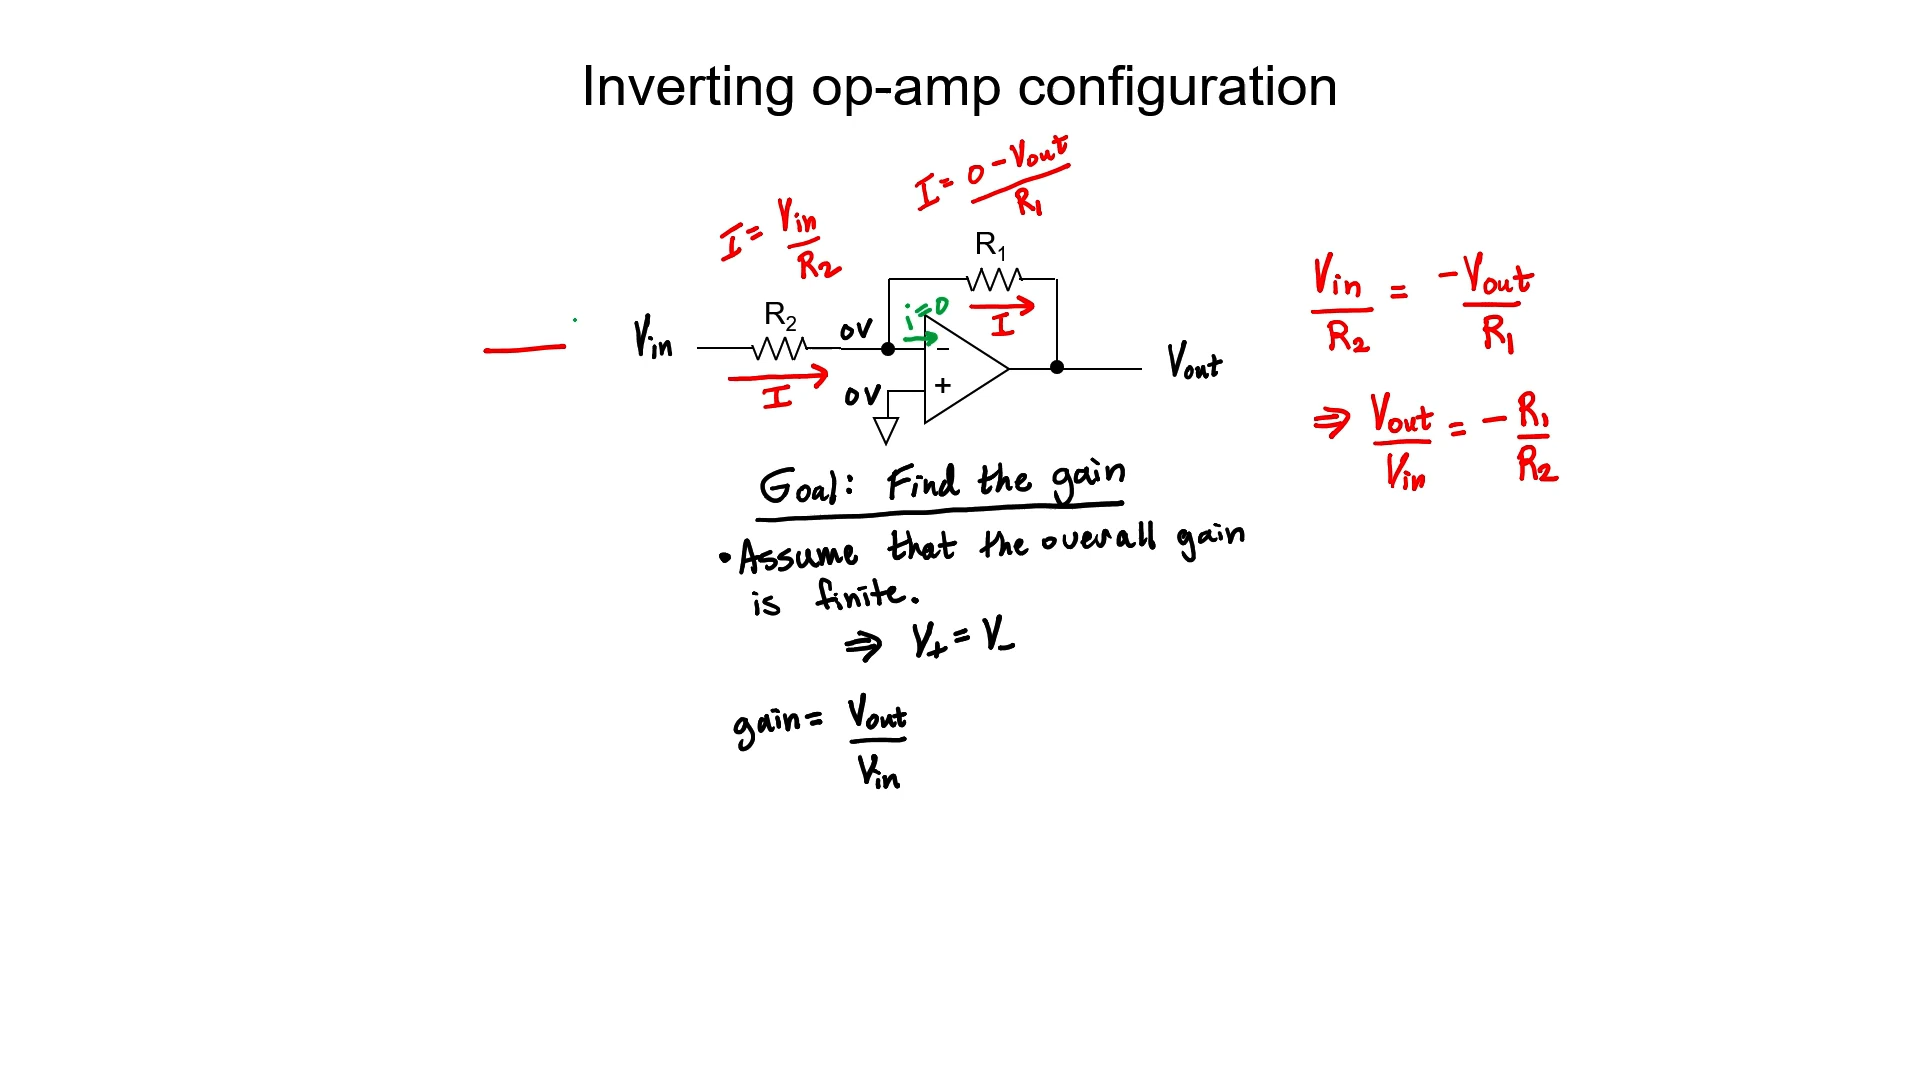 Inverting op-amp configuration
I = 0 - Vout / R1
I = Vin / R2
R1
R2
Vin
0V
i=0
I
-
I
0V
+
Vout
Vin / R2 = -Vout / R1
⇒ Vout / Vin = - R1 / R2
Goal: Find the gain
• Assume that the overall gain
is finite.
⇒ V+ = V-
gain = Vout / Vin